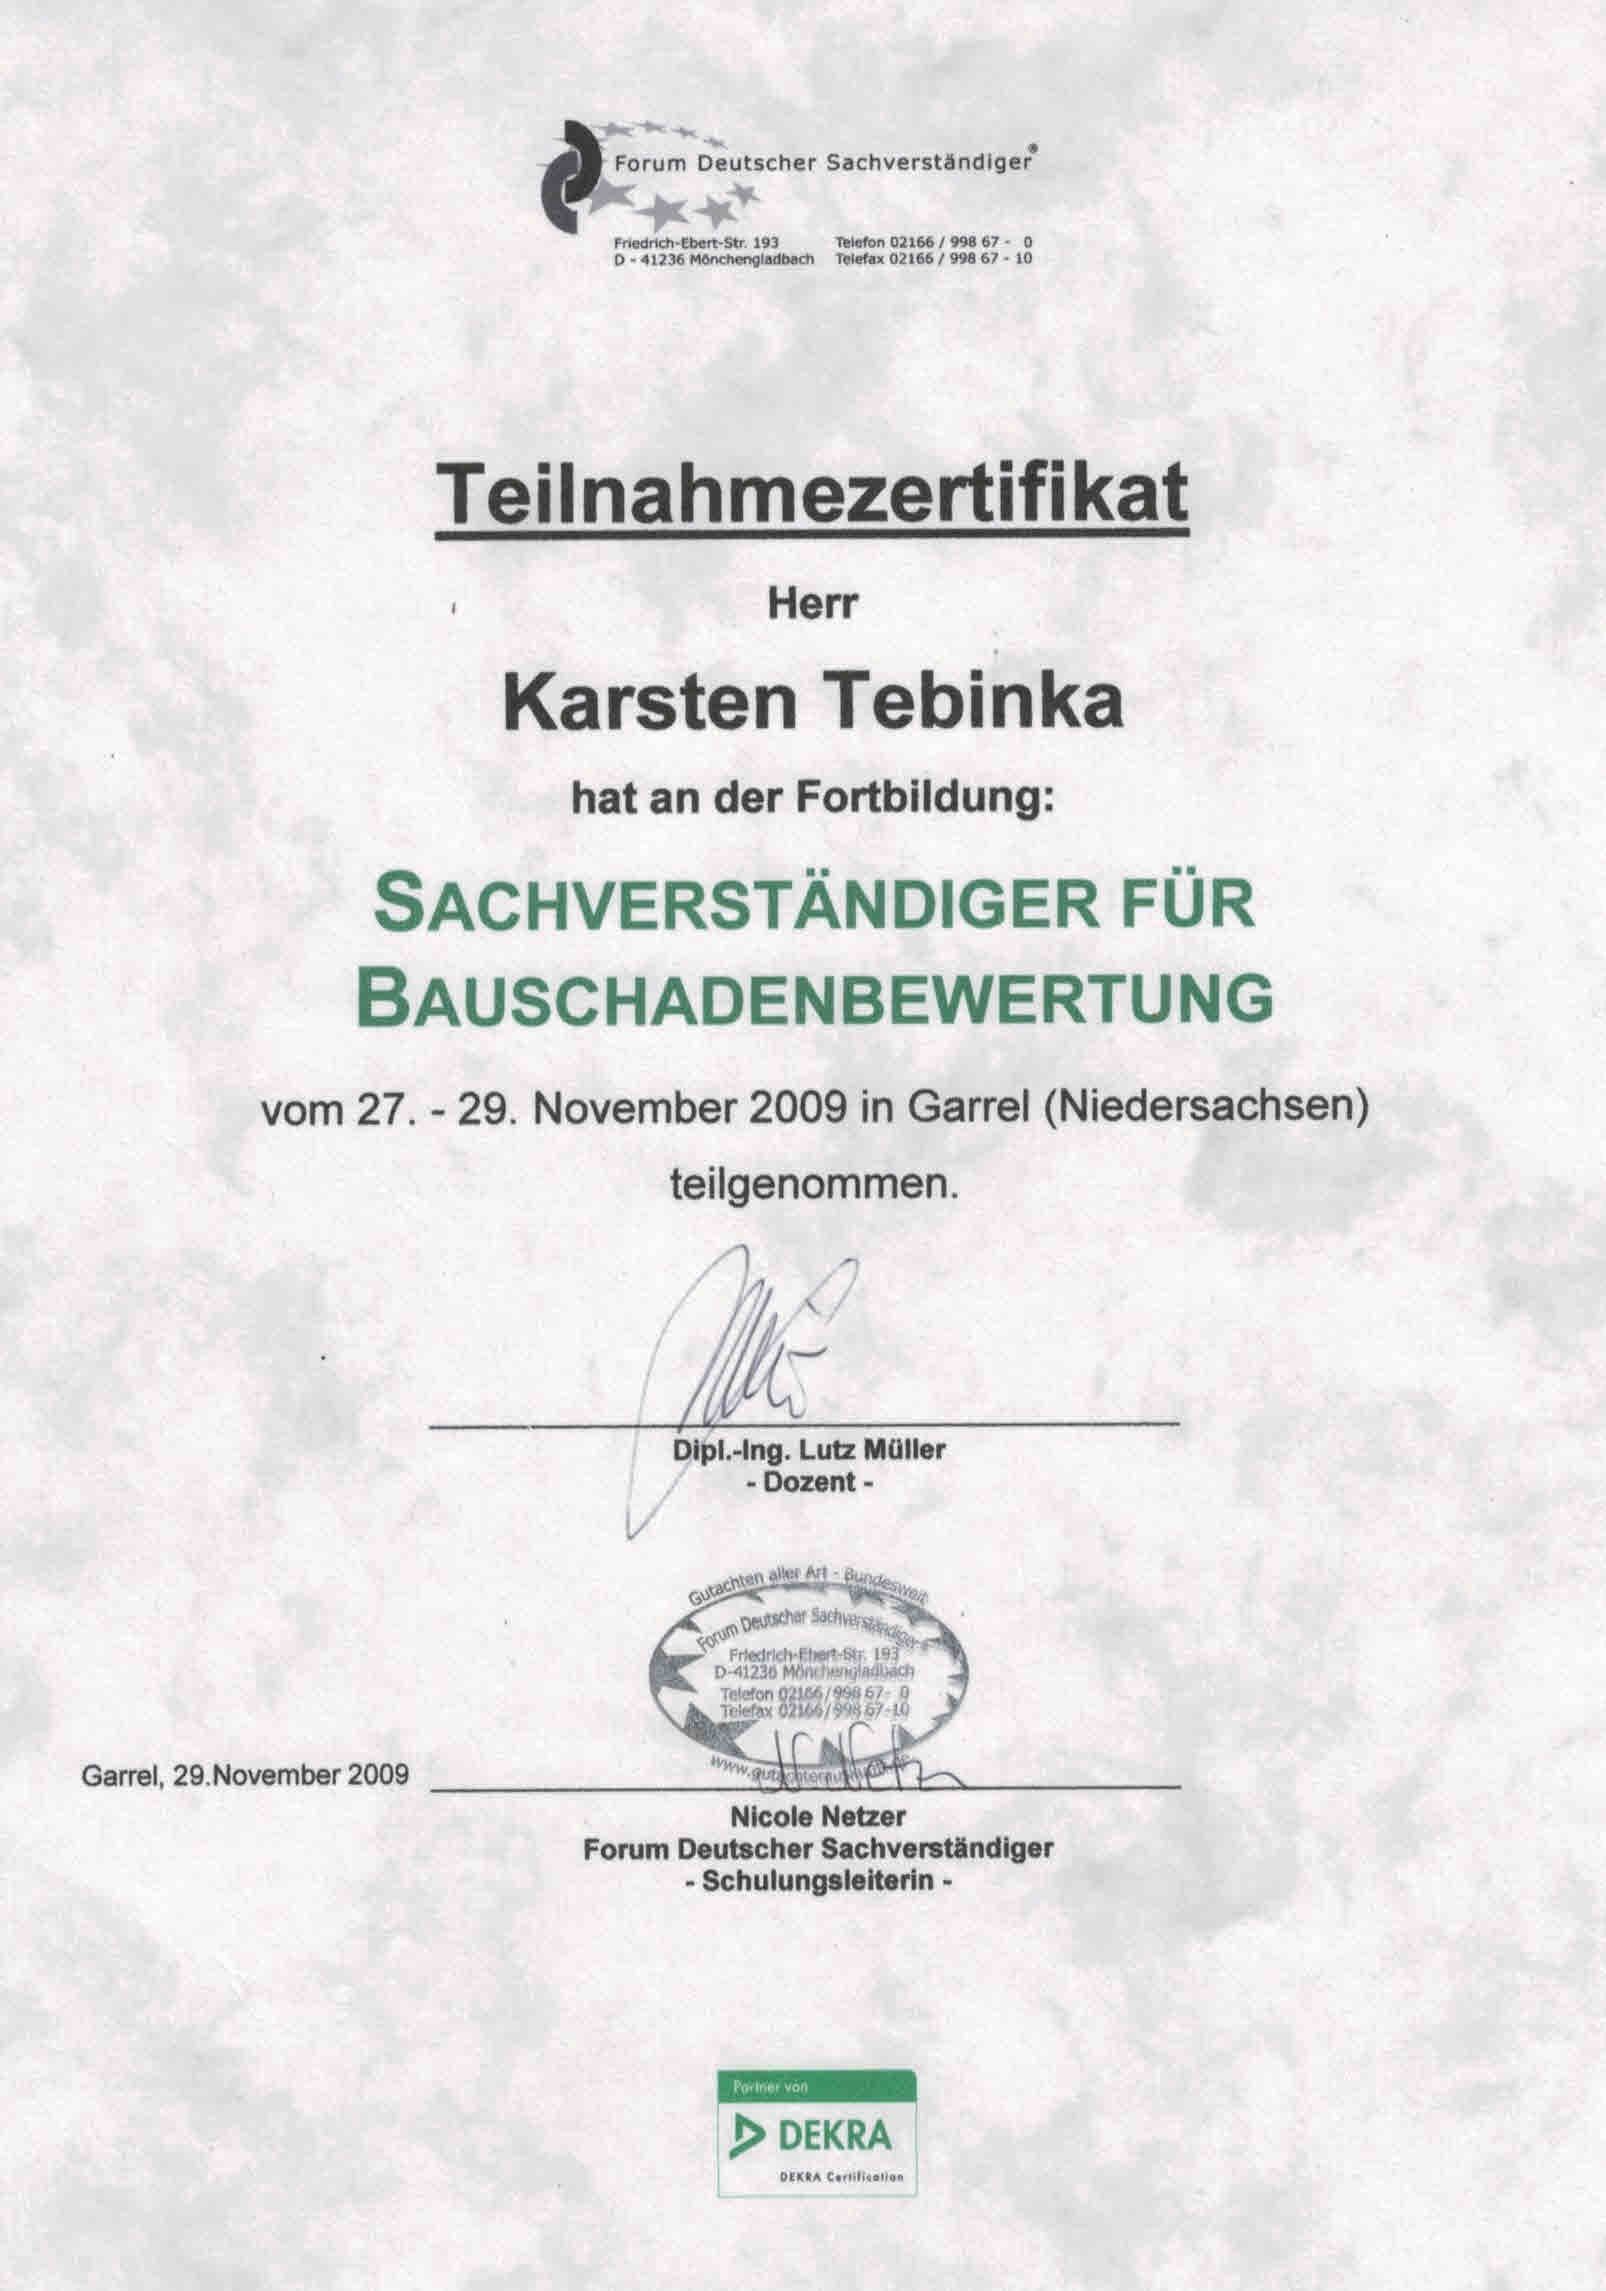 Forum Deutscher Sachverständiger®
Friedrich-Ebert-Str. 193 Telefon 02166 / 998 67 - 0
D - 41236 Mönchengladbach Telefax 02166 / 998 67 - 10
Teilnahmezertifikat
Herr
Karsten Tebinka
hat an der Fortbildung:
SACHVERSTÄNDIGER FÜR
BAUSCHADENBEWERTUNG
vom 27. - 29. November 2009 in Garrel (Niedersachsen)
teilgenommen.
Dipl.-Ing. Lutz Müller
- Dozent -
Gutachten aller Art - Bundesweit
Forum Deutscher Sachverständiger
Friedrich-Ebert-Str. 193
D-41236 Mönchengladbach
Telefon 02166/998 67- 0
Telefax 02166/998 67-10
Garrel, 29.November 2009
Nicole Netzer
Forum Deutscher Sachverständiger
- Schulungsleiterin -
Partner von
DEKRA
DEKRA Certification